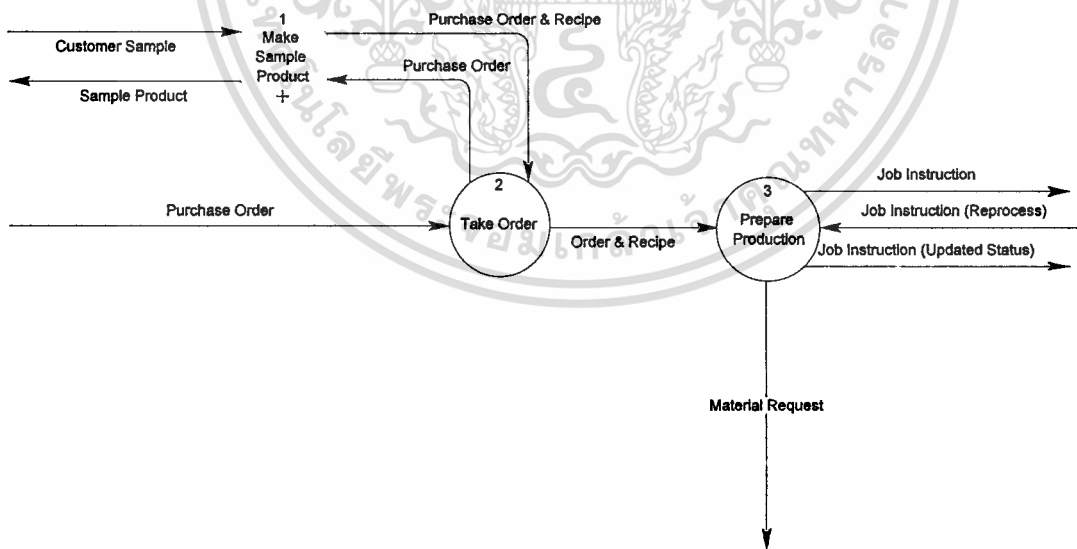 Customer Sample
Sample Product
1
Make
Sample
Product
+
Purchase Order & Recipe
Purchase Order
Purchase Order
2
Take Order
Order & Recipe
3
Prepare
Production
Job Instruction
Job Instruction (Reprocess)
Job Instruction (Updated Status)
Material Request